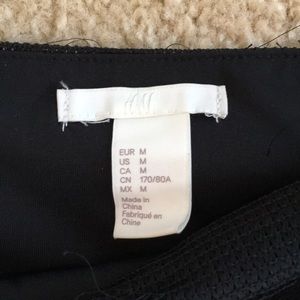 H&M
EUR M
US M
CA M
CN 170/80A
MX M
Made in
China
Fabriqué en
Chine